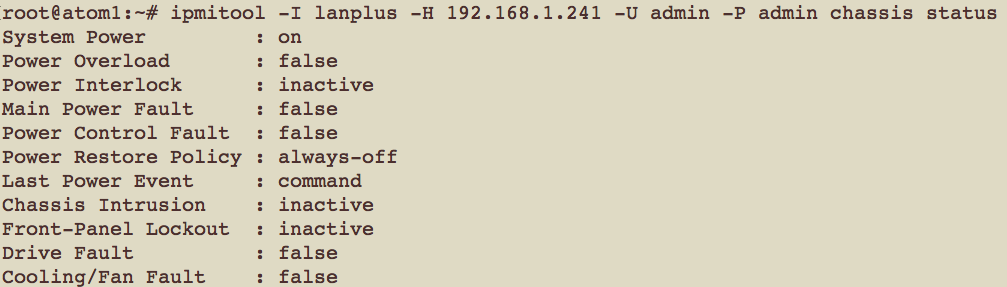 root@atom1:~# ipmitool -I lanplus -H 192.168.1.241 -U admin -P admin chassis status
System Power         : on
Power Overload       : false
Power Interlock      : inactive
Main Power Fault     : false
Power Control Fault  : false
Power Restore Policy : always-off
Last Power Event     : command
Chassis Intrusion    : inactive
Front-Panel Lockout  : inactive
Drive Fault          : false
Cooling/Fan Fault    : false